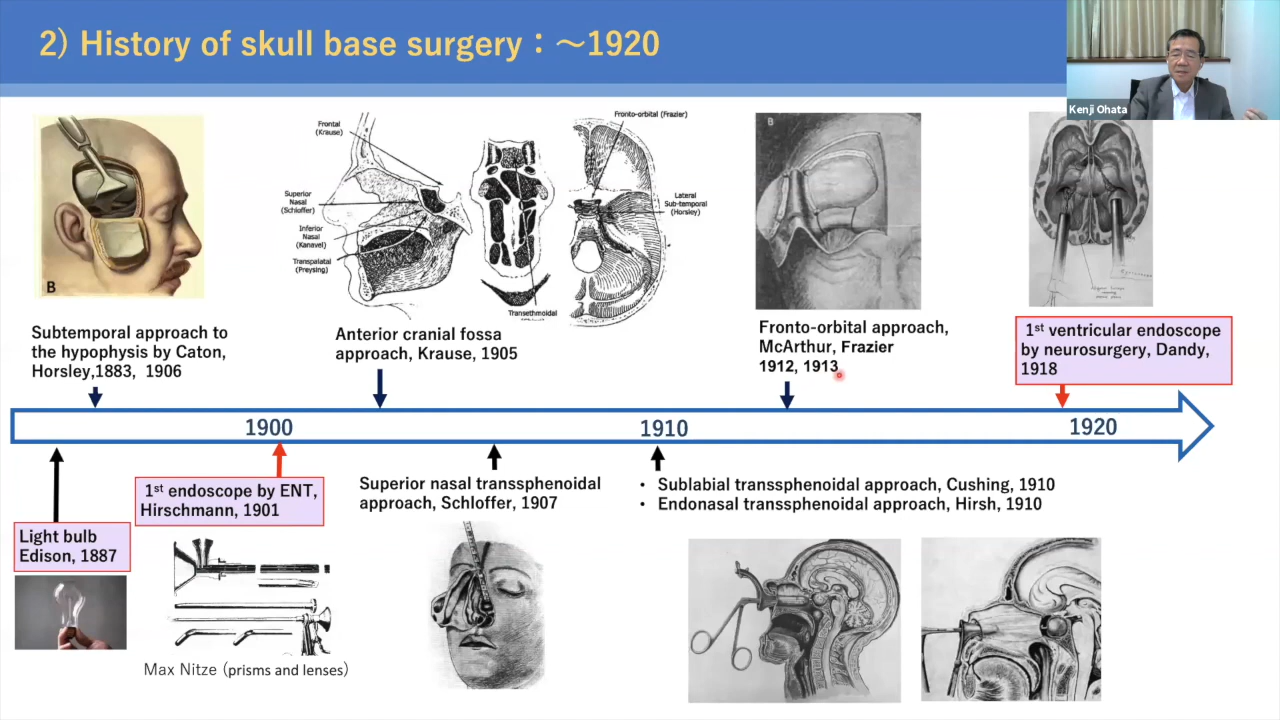 2) History of skull base surgery：～1920
Kenji Ohata
B
Frontal
(Krause)
Superior
Nasal
(Schloffer)
Inferior
Nasal
(Kanavel)
Transpalatal
(Preysing)
Transethmoidal
Fronto-orbital (Frazier)
Lateral
Sub-temporal
(Horsley)
B
Subtemporal approach to
the hypophysis by Caton,
Horsley,1883, 1906
Anterior cranial fossa
approach, Krause, 1905
Fronto-orbital approach,
McArthur, Frazier
1912, 1913
1st ventricular endoscope
by neurosurgery, Dandy,
1918
1900
1910
1920
Light bulb
Edison, 1887
1st endoscope by ENT,
Hirschmann, 1901
Max Nitze (prisms and lenses)
Superior nasal transsphenoidal
approach, Schloffer, 1907
• Sublabial transsphenoidal approach, Cushing, 1910
• Endonasal transsphenoidal approach, Hirsh, 1910